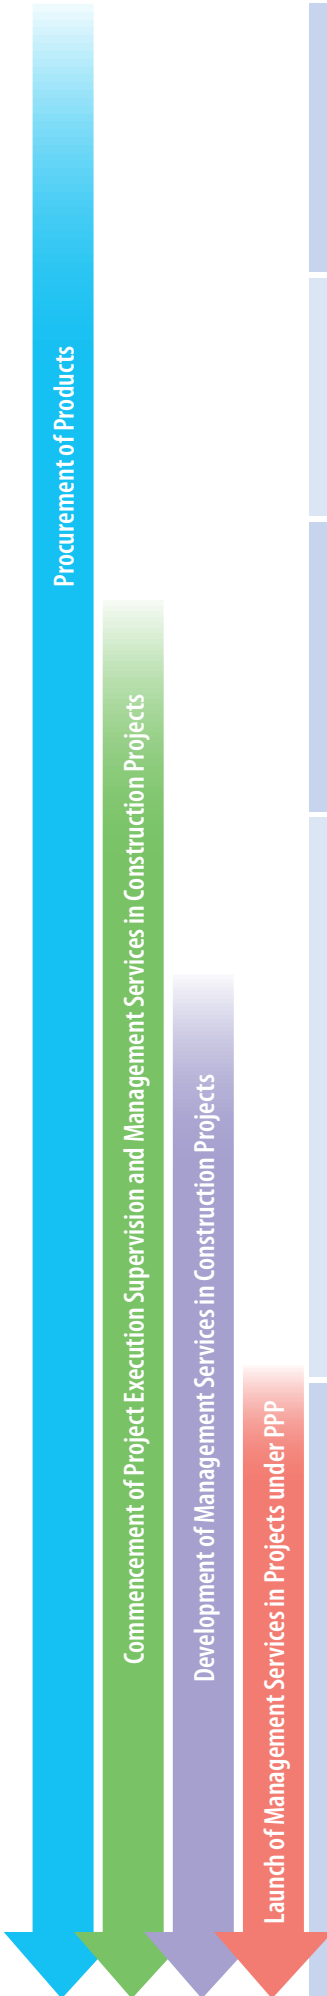 Procurement of Products
Commencement of Project Execution Supervision and Management Services in Construction Projects
Development of Management Services in Construction Projects
Launch of Management Services in Projects under PPP